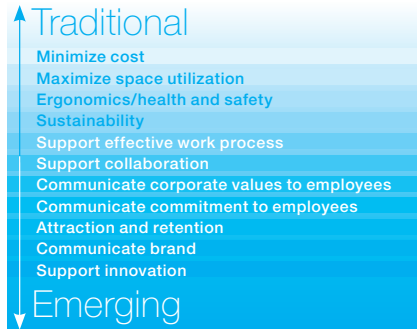 Traditional
Minimize cost
Maximize space utilization
Ergonomics/health and safety
Sustainability
Support effective work process
Support collaboration
Communicate corporate values to employees
Communicate commitment to employees
Attraction and retention
Communicate brand
Support innovation
Emerging